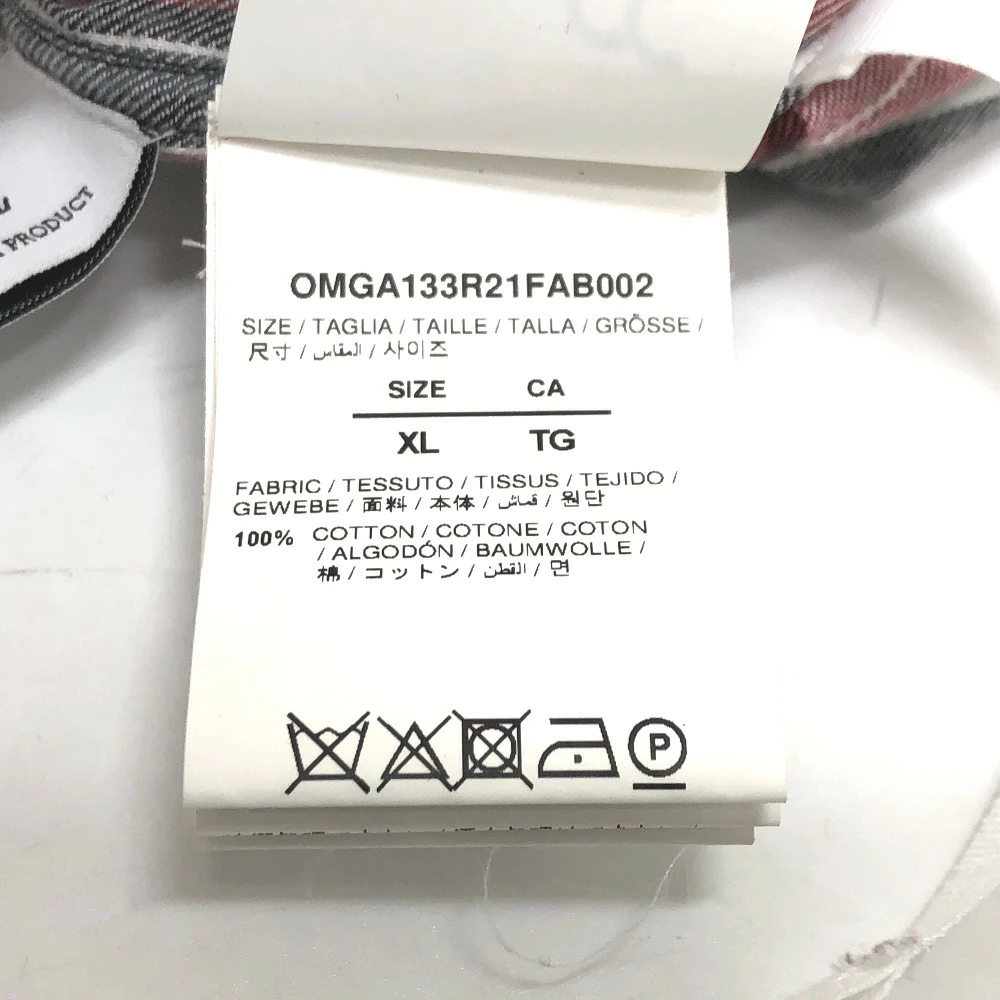 PRODUCT
OMGA133R21FAB002
SIZE / TAGLIA / TAILLE / TALLA / GRÖSSE /
尺寸 / المقاس / 사이즈
SIZE CA
XL TG
FABRIC / TESSUTO / TISSUS / TEJIDO /
GEWEBE / 面料 / 本体 / قماش / 원단
100% COTTON / COTONE / COTON
/ ALGODÓN / BAUMWOLLE /
棉 / コットン / القطن / 면
P